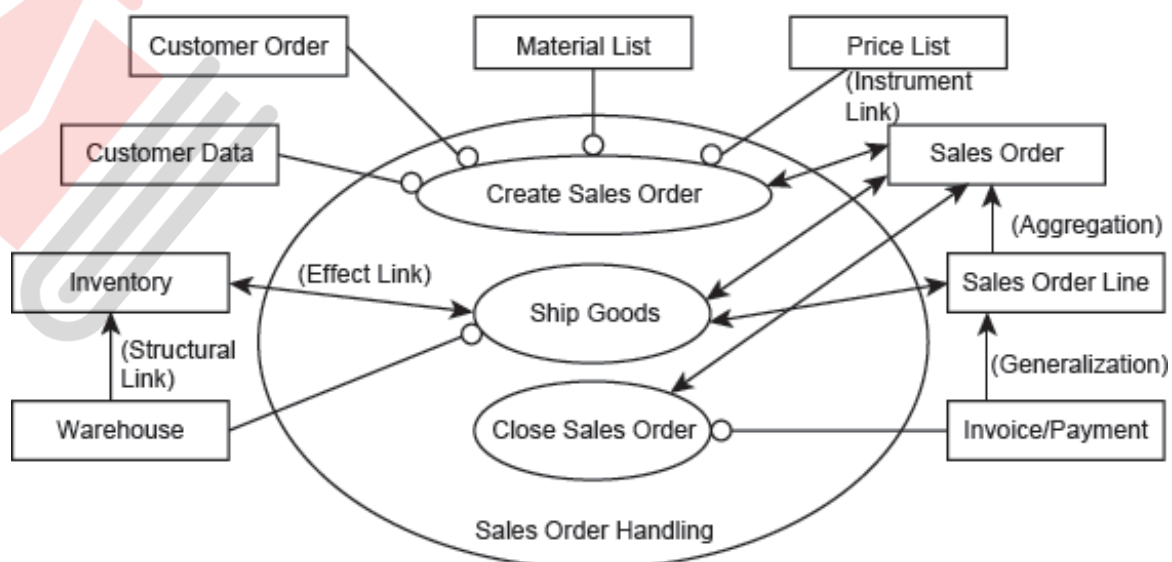 Customer Order
Material List
Price List
(Instrument
Link)
Customer Data
Sales Order
Create Sales Order
(Aggregation)
Inventory
(Effect Link)
Sales Order Line
Ship Goods
(Structural
Link)
(Generalization)
Warehouse
Close Sales Order
Invoice/Payment
Sales Order Handling